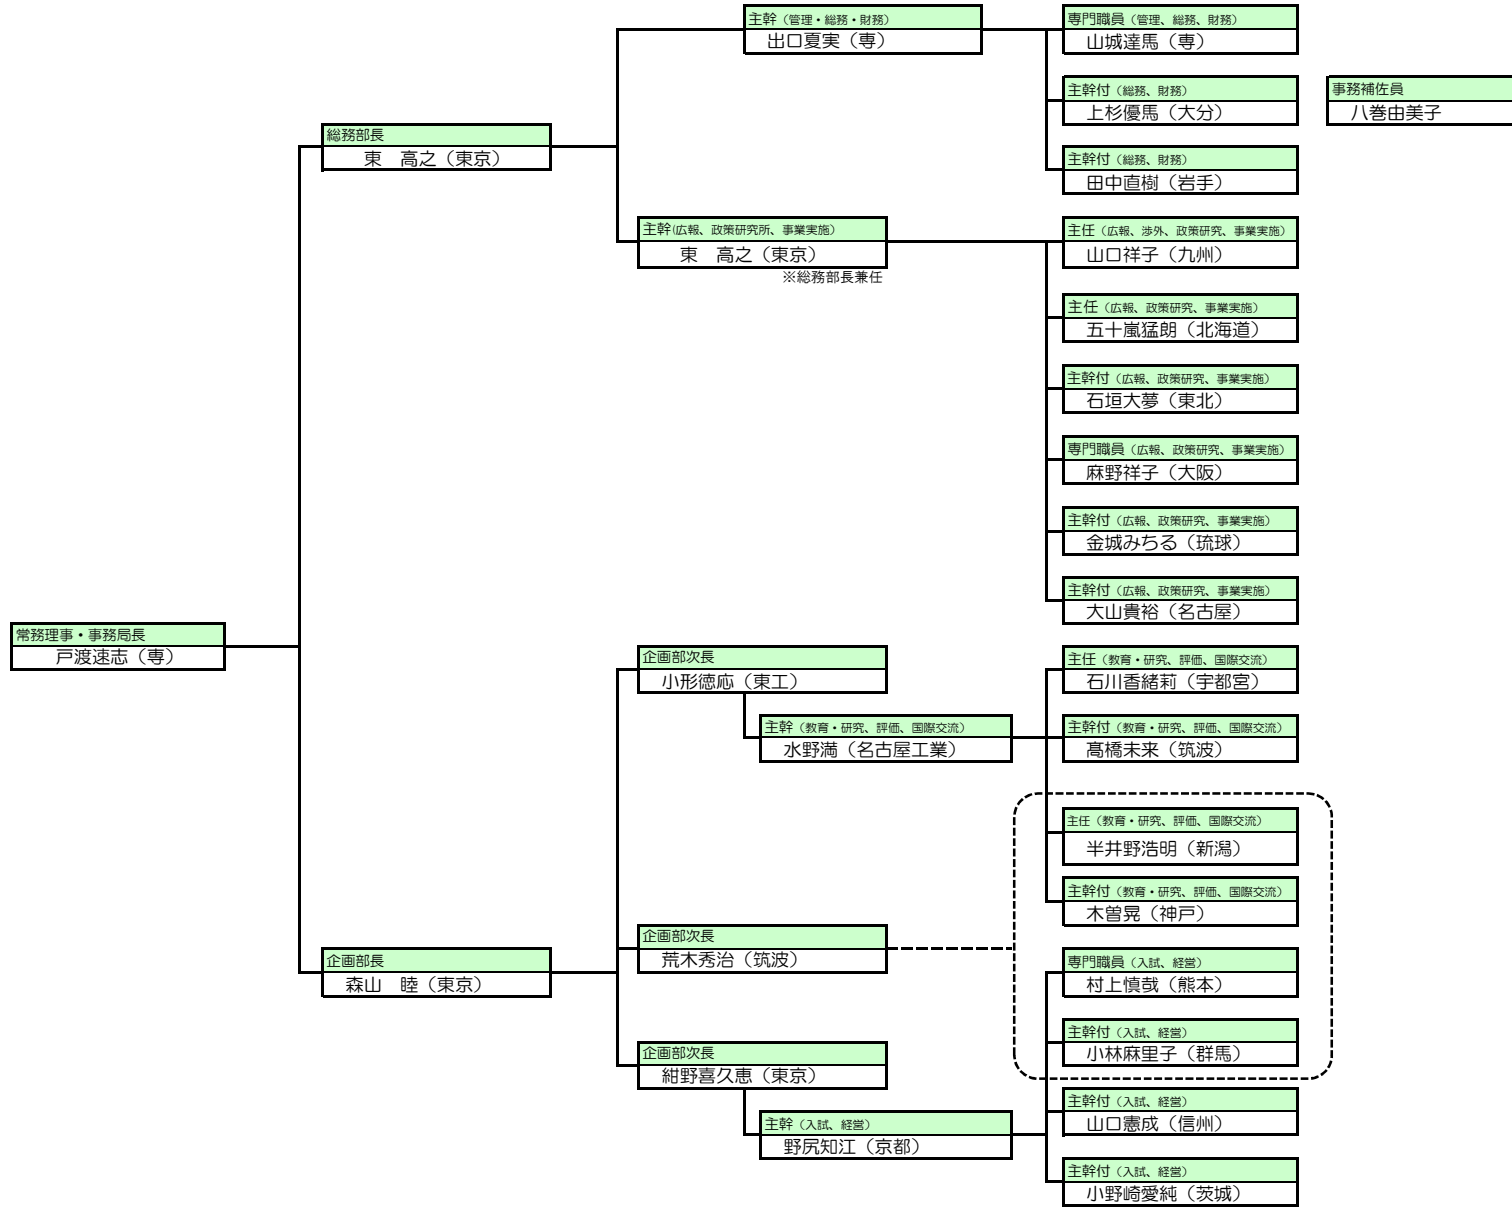 主幹（管理・総務・財務）
出口夏実（専）
専門職員（管理、総務、財務）
山城達馬（専）
主幹付（総務、財務）
上杉優馬（大分）
事務補佐員
八巻由美子
総務部長
東　高之（東京）
主幹付（総務、財務）
田中直樹（岩手）
主幹(広報、政策研究所、事業実施）
東　高之（東京）
※総務部長兼任
主任（広報、渉外、政策研究、事業実施）
山口祥子（九州）
主任（広報、政策研究、事業実施）
五十嵐猛朗（北海道）
主幹付（広報、政策研究、事業実施）
石垣大夢（東北）
専門職員（広報、政策研究、事業実施）
麻野祥子（大阪）
主幹付（広報、政策研究、事業実施）
金城みちる（琉球）
主幹付（広報、政策研究、事業実施）
大山貴裕（名古屋）
常務理事・事務局長
戸渡速志（専）
企画部次長
小形徳応（東工）
主任（教育・研究、評価、国際交流）
石川香緒莉（宇都宮）
主幹（教育・研究、評価、国際交流）
水野満（名古屋工業）
主幹付（教育・研究、評価、国際交流）
髙橋未来（筑波）
主任（教育・研究、評価、国際交流）
半井野浩明（新潟）
主幹付（教育・研究、評価、国際交流）
木曽晃（神戸）
企画部次長
荒木秀治（筑波）
企画部長
森山　睦（東京）
専門職員（入試、経営）
村上慎哉（熊本）
主幹付（入試、経営）
小林麻里子（群馬）
企画部次長
紺野喜久恵（東京）
主幹（入試、経営）
野尻知江（京都）
主幹付（入試、経営）
山口憲成（信州）
主幹付（入試、経営）
小野崎愛純（茨城）